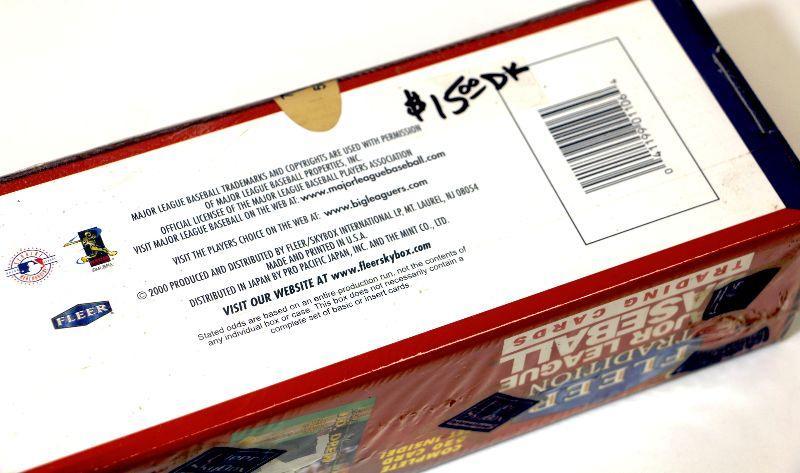 $15.00 DK
MAJOR LEAGUE BASEBALL TRADEMARKS AND COPYRIGHTS ARE USED WITH PERMISSION
OF MAJOR LEAGUE BASEBALL PROPERTIES, INC.
OFFICIAL LICENSEE OF THE MAJOR LEAGUE BASEBALL PLAYERS ASSOCIATION
VISIT MAJOR LEAGUE BASEBALL ON THE WEB AT: www.majorleaguebaseball.com
VISIT THE PLAYERS CHOICE ON THE WEB AT: www.bigleaguers.com
© 2000 PRODUCED AND DISTRIBUTED BY FLEER/SKYBOX INTERNATIONAL LP, MT. LAUREL, NJ 08054
MADE AND PRINTED IN U.S.A.
DISTRIBUTED IN JAPAN BY PRO PACIFIC JAPAN, INC. AND THE MINT CO., LTD.
VISIT OUR WEBSITE AT www.fleerskybox.com
Stated odds are based on an entire production run, not the contents of
any individual box or case. This box does not necessarily contain a
complete set of basic or insert cards
FLEER
0 41199 01106 4
FLEER
TRADITION
MAJOR LEAGUE
BASEBALL
TRADING CARDS
COMPLETE
INSIDE!